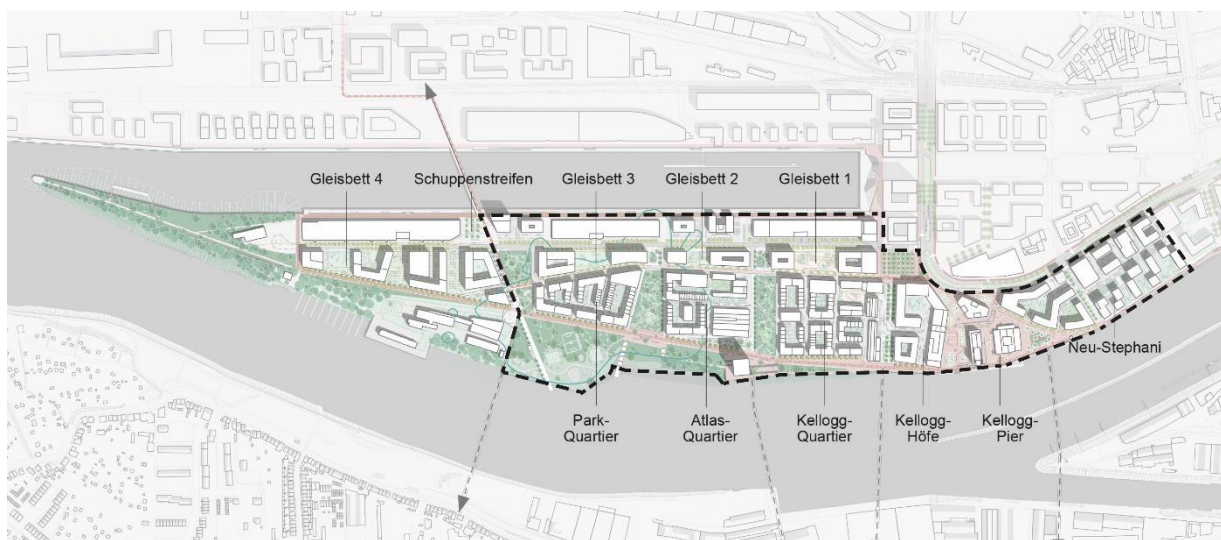 Gleisbett 4
Schuppenstreifen
Gleisbett 3
Gleisbett 2
Gleisbett 1
Neu-Stephani
Park-
Quartier
Atlas-
Quartier
Kellogg-
Quartier
Kellogg-
Höfe
Kellogg-
Pier